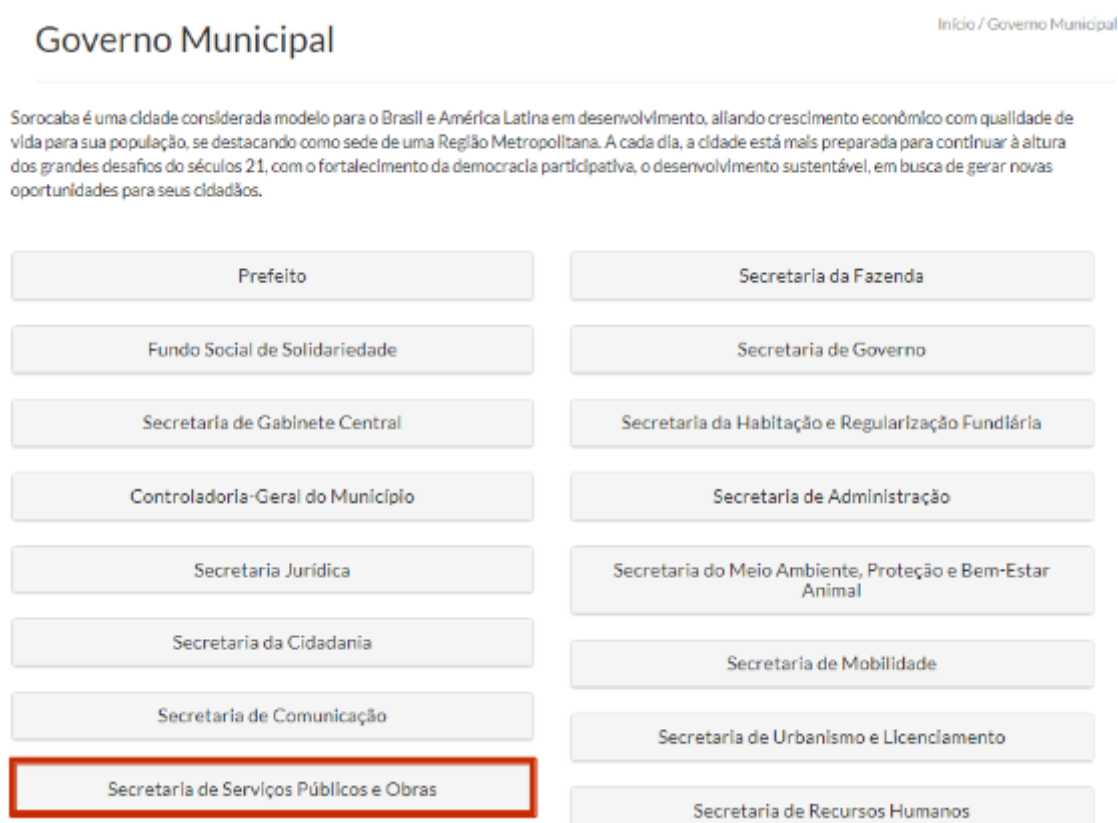 Início / Governo Municipal
Governo Municipal
Sorocaba é uma cidade considerada modelo para o Brasil e América Latina em desenvolvimento, aliando crescimento econômico com qualidade de
vida para sua população, se destacando como sede de uma Região Metropolitana. A cada dia, a cidade está mais preparada para continuar à altura
dos grandes desafios do séculos 21, com o fortalecimento da democracia participativa, o desenvolvimento sustentável, em busca de gerar novas
oportunidades para seus cidadãos.
Prefeito
Fundo Social de Solidariedade
Secretaria de Gabinete Central
Controladoria-Geral do Município
Secretaria Jurídica
Secretaria da Cidadania
Secretaria de Comunicação
Secretaria de Serviços Públicos e Obras
Secretaria da Fazenda
Secretaria de Governo
Secretaria da Habitação e Regularização Fundiária
Secretaria de Administração
Secretaria do Meio Ambiente, Proteção e Bem-Estar
Animal
Secretaria de Mobilidade
Secretaria de Urbanismo e Licenciamento
Secretaria de Recursos Humanos